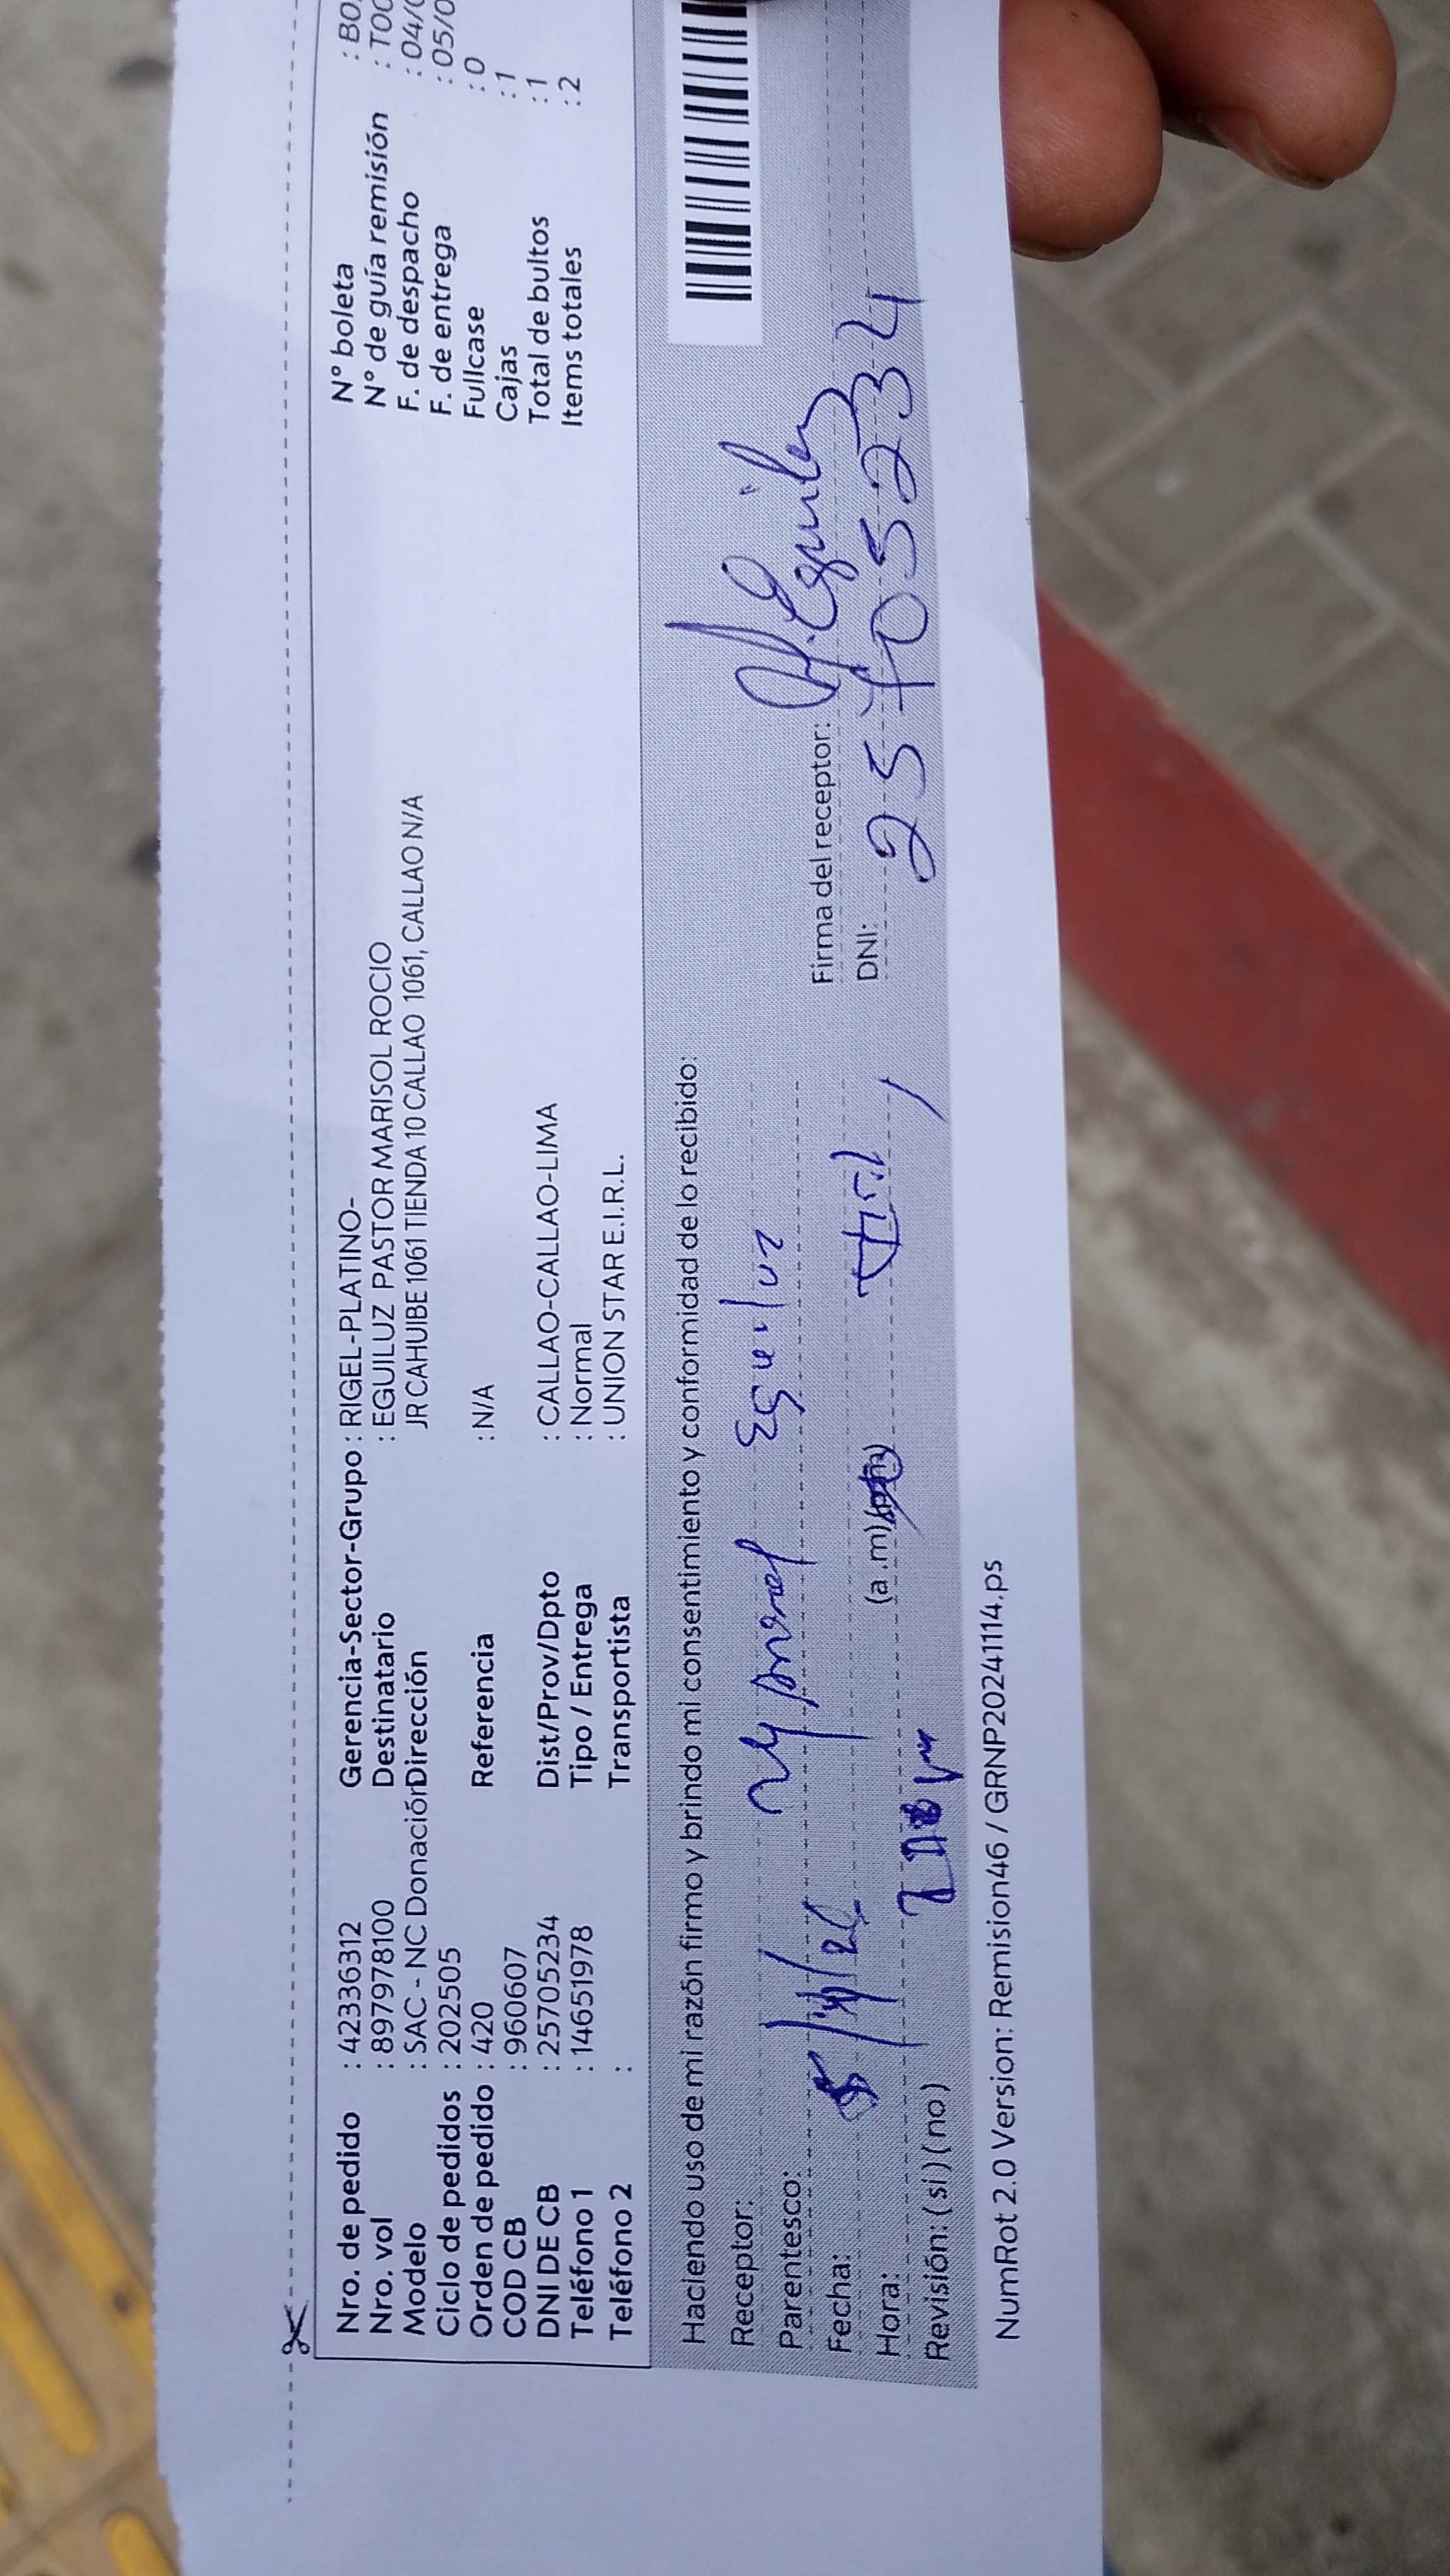 Nro. de pedido : 42336312 Gerencia-Sector-Grupo : RIGEL-PLATINO- N° boleta : BO
Nro. vol : 897978100 Destinatario : EGUILUZ PASTOR MARISOL ROCIO N° de guía remisión : T00
Modelo : SAC - NC Donación Dirección JR CAHUIBE 1061 TIENDA 10 CALLAO 1061, CALLAO N/A F. de despacho : 04/
Ciclo de pedidos : 202505 F. de entrega : 05/0
Orden de pedido : 420 Referencia : N/A Fullcase : 0
COD CB : 960607 Cajas : 1
DNI DE CB : 25705234 Dist/Prov/Dpto : CALLAO-CALLAO-LIMA Total de bultos : 1
Teléfono 1 : 14651978 Tipo / Entrega : Normal Items totales : 2
Teléfono 2 : Transportista : UNION STAR E.I.R.L.
Haciendo uso de mi razón firmo y brindo mi consentimiento y conformidad de lo recibido:
Receptor: Eguiluz
Parentesco: Firma del receptor:
Fecha: DNI: 25705234
Hora: (a.m)
Revisión: ( si ) ( no )
NumRot 2.0 Version: Remision46 / GRNP20241114.ps